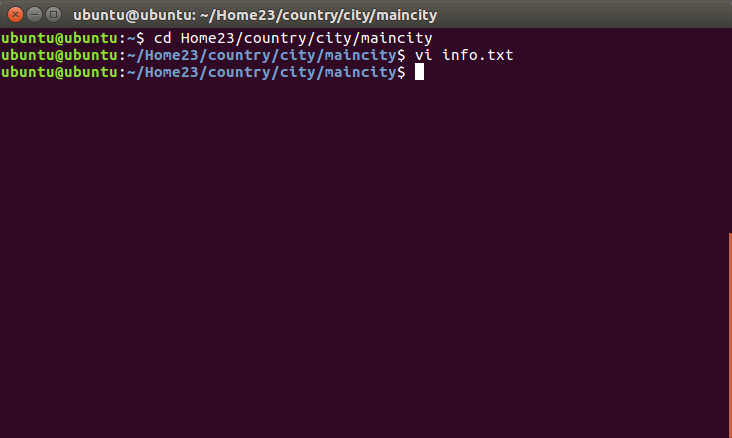 ubuntu@ubuntu: ~/Home23/country/city/maincity
ubuntu@ubuntu:~$ cd Home23/country/city/maincity
ubuntu@ubuntu:~/Home23/country/city/maincity$ vi info.txt
ubuntu@ubuntu:~/Home23/country/city/maincity$